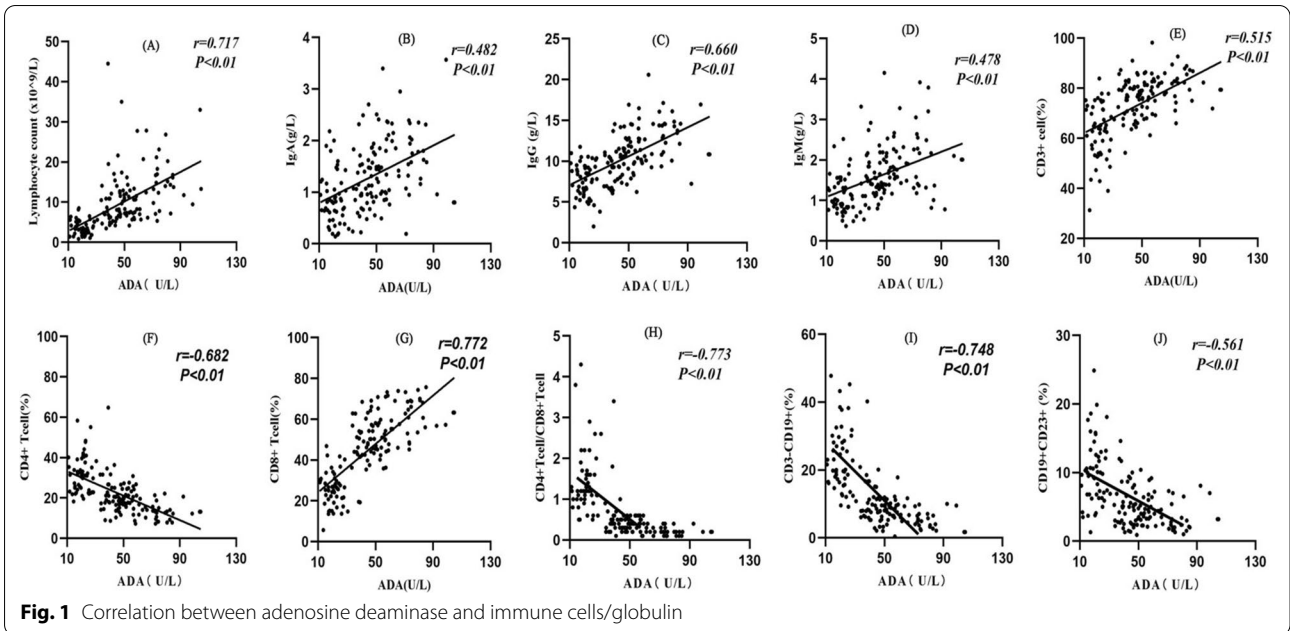 (A)
r=0.717
P<0.01
Lymphocyte count (x10^9/L)
50
40
30
20
10
0
10 50 90 130
ADA( U/L)
(B)
r=0.482
P<0.01
IgA(g/L)
4
3
2
1
0
10 50 90 130
ADA(U/L)
(C)
r=0.660
P<0.01
IgG (g/L)
25
20
15
10
5
0
10 50 90 130
ADA( U/L)
(D)
r=0.478
P<0.01
IgM(g/L)
5
4
3
2
1
0
10 50 90 130
ADA( U/L)
(E)
r=0.515
P<0.01
CD3+ cell(%)
100
80
60
40
20
10 50 90 130
ADA( U/L)
(F)
r=-0.682
P<0.01
CD4+ Tcell(%)
100
80
60
40
20
0
10 50 90 130
ADA( U/L)
(G)
r=0.772
P<0.01
CD8+ Tcell(%)
100
80
60
40
20
0
10 50 90 130
ADA( U/L)
(H)
r=-0.773
P<0.01
CD4+Tcell/CD8+Tcell
5
4
3
2
1
0
10 50 90 130
ADA( U/L)
(I)
r=-0.748
P<0.01
CD3-CD19+(%)
60
40
20
0
10 50 90 130
ADA( U/L)
(J)
r=-0.561
P<0.01
CD19+CD23+ (%)
30
20
10
0
10 50 90 130
ADA( U/L)
Fig. 1 Correlation between adenosine deaminase and immune cells/globulin